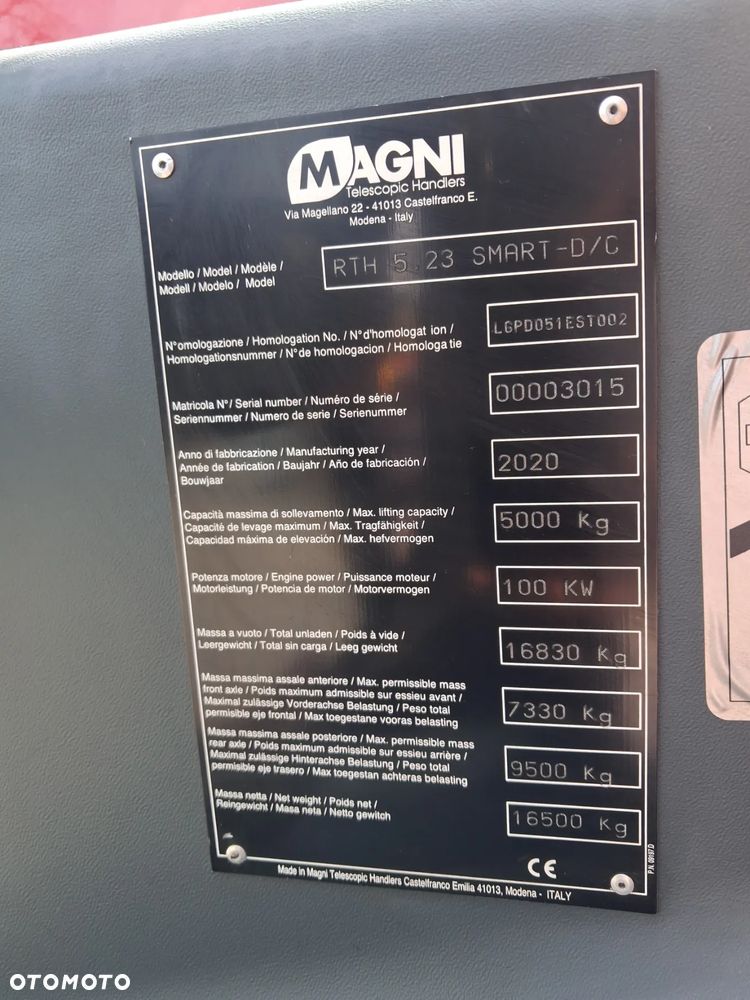 MAGNI
Telescopic Handlers
Via Magellano 22 - 41013 Castelfranco E.
Modena - Italy
Modello / Model / Modèle /
Modell / Modelo / Model
RTH 5.23 SMART-D/C
N°omologazione / Homologation No. / N°d'homologat ion /
Homologationsnummer / N°de homologacion / Homologa tie
LGPD051EST002
Matricola N°/ Serial number / Numéro de série /
Seriennummer / Numero de serie / Serienummer
00003015
Anno di fabbricazione / Manufacturing year /
Année de fabrication / Baujahr / Año de fabricación /
Bouwjaar
2020
Capacità massima di sollevamento / Max. lifting capacity /
Capacité de levage maximum / Max. Tragfähigkeit /
Capacidad máxima de elevación / Max. hefvermogen
5000 Kg
Potenza motore / Engine power / Puissance moteur /
Motorleistung / Potencia de motor / Motorvermogen
100 KW
Massa a vuoto / Total unladen / Poids à vide /
Leergewicht / Total sin carga / Leeg gewicht
16830 Kg
Massa massima assale anteriore / Max. permissible mass
front axle / Poids maximum admissible sur essieu avant /
Maximal zulässige Vorderachse Belastung / Peso total
permisible eje frontal / Max toegestane vooras belasting
7330 Kg
Massa massima assale posteriore / Max. permissible mass
rear axle / Poids maximum admissible sur essieu arrière /
Maximal zulässige Hinterachse Belastung / Peso total
permisible eje trasero / Max toegestan achteras belasting
9500 Kg
Massa netta / Net weight / Poids net /
Reingewicht / Masa neta / Netto gewitch
16500 Kg
CE
P.N. 09197 D
Made in Magni Telescopic Handlers Castelfranco Emilia 41013, Modena - ITALY
OTOMOTO